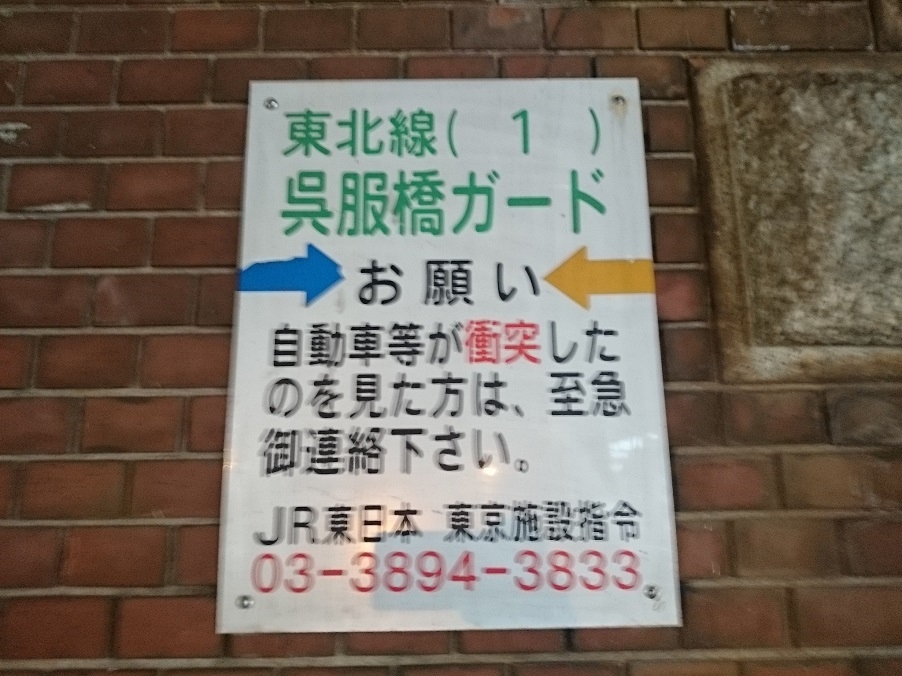 東北線( 1 )
呉服橋ガード
お願い
自動車等が衝突した
のを見た方は、至急
御連絡下さい。
JR東日本 東京施設指令
03-3894-3833